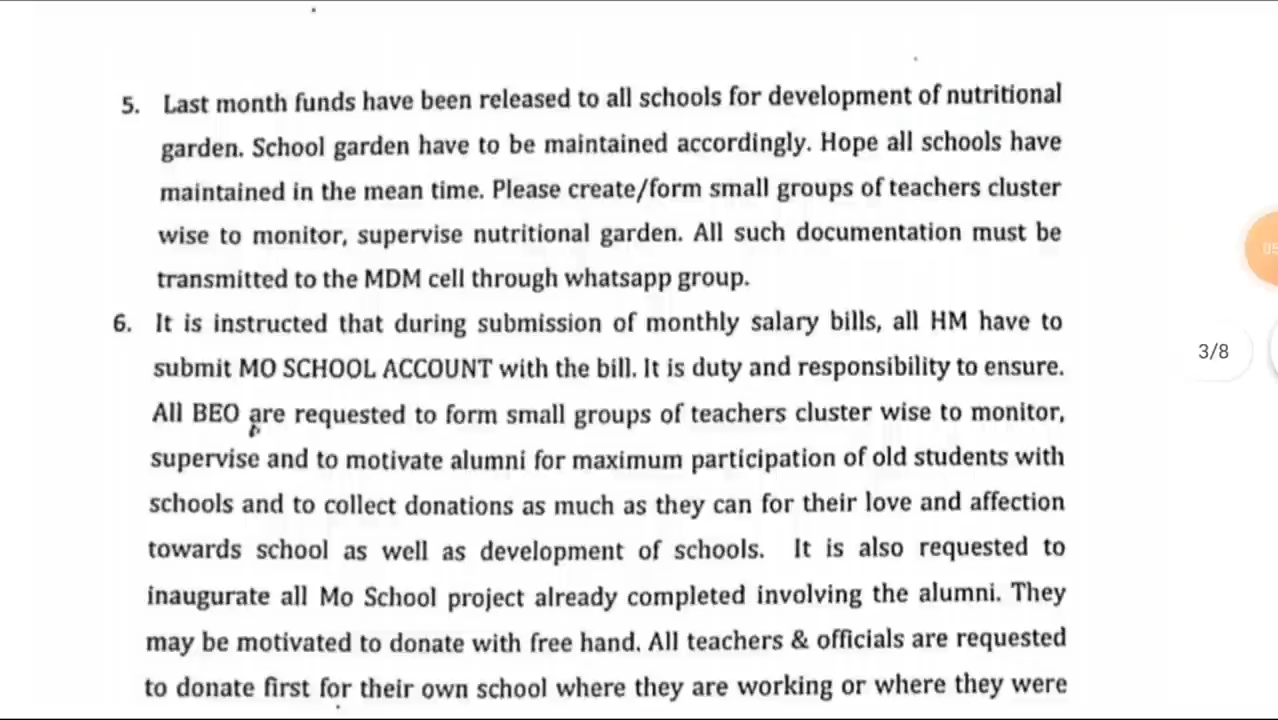 5. Last month funds have been released to all schools for development of nutritional
garden. School garden have to be maintained accordingly. Hope all schools have
maintained in the mean time. Please create/form small groups of teachers cluster
wise to monitor, supervise nutritional garden. All such documentation must be
transmitted to the MDM cell through whatsapp group.
6. It is instructed that during submission of monthly salary bills, all HM have to
submit MO SCHOOL ACCOUNT with the bill. It is duty and responsibility to ensure.
All BEO are requested to form small groups of teachers cluster wise to monitor,
supervise and to motivate alumni for maximum participation of old students with
schools and to collect donations as much as they can for their love and affection
towards school as well as development of schools. It is also requested to
inaugurate all Mo School project already completed involving the alumni. They
may be motivated to donate with free hand. All teachers & officials are requested
to donate first for their own school where they are working or where they were
3/8